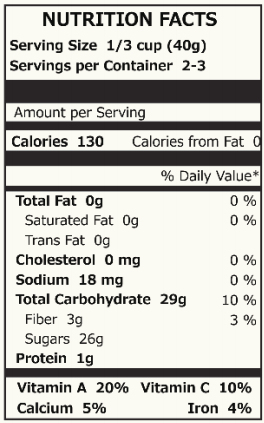 NUTRITION FACTS
Serving Size 1/3 cup (40g)
Servings per Container 2-3
Amount per Serving
Calories 130 Calories from Fat 0
% Daily Value*
Total Fat 0g 0 %
Saturated Fat 0g 0 %
Trans Fat 0g
Cholesterol 0 mg 0 %
Sodium 18 mg 0 %
Total Carbohydrate 29g 10 %
Fiber 3g 3 %
Sugars 26g
Protein 1g
Vitamin A 20% Vitamin C 10%
Calcium 5% Iron 4%